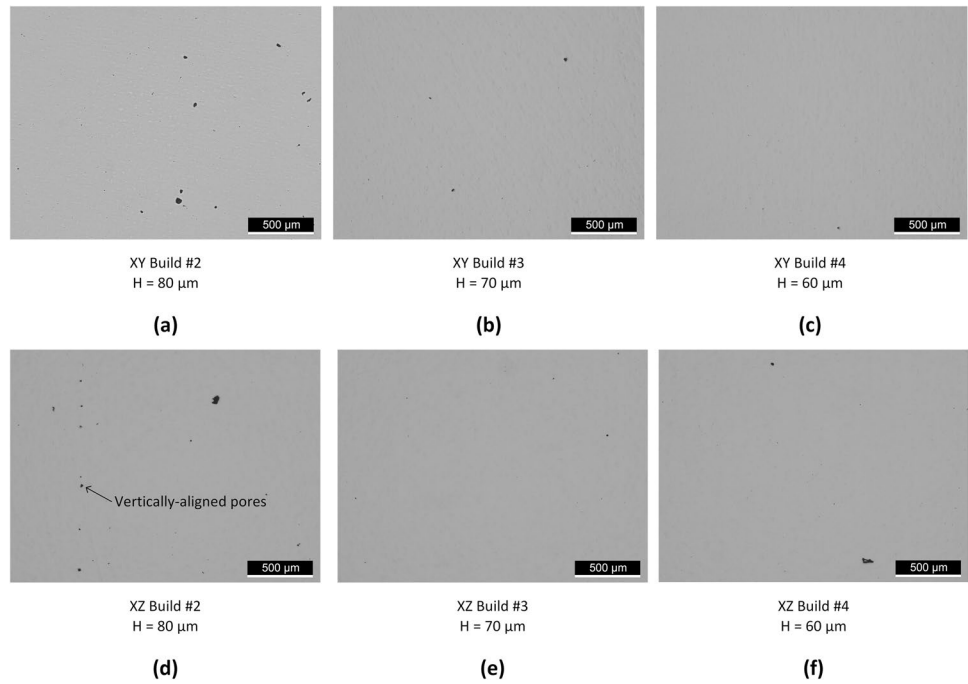 500 µm
500 µm
500 µm
XY Build #2
H = 80 µm
XY Build #3
H = 70 µm
XY Build #4
H = 60 µm
(a)
(b)
(c)
Vertically-aligned pores
500 µm
500 µm
500 µm
XZ Build #2
H = 80 µm
XZ Build #3
H = 70 µm
XZ Build #4
H = 60 µm
(d)
(e)
(f)